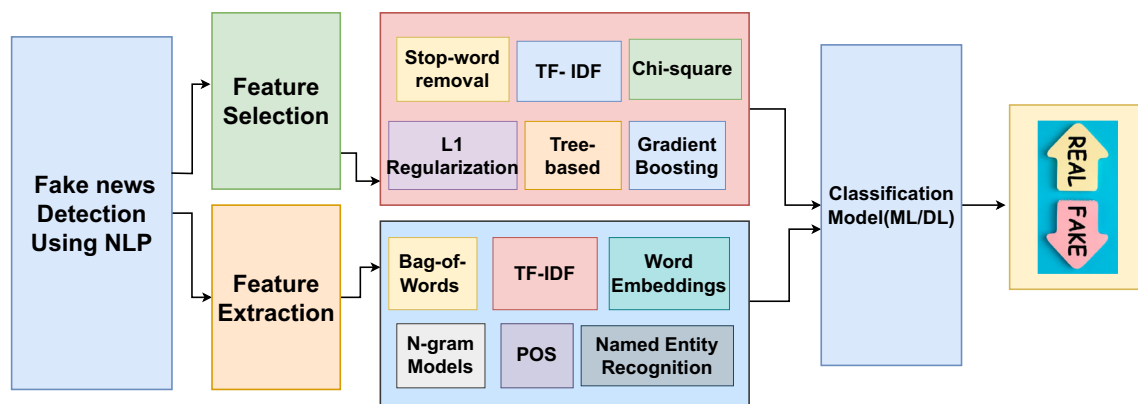 Fake news
Detection
Using NLP
Feature
Selection
Feature
Extraction
Stop-word
removal
TF- IDF
Chi-square
L1
Regularization
Tree-
based
Gradient
Boosting
Bag-of-
Words
TF-IDF
Word
Embeddings
N-gram
Models
POS
Named Entity
Recognition
Classification
Model(ML/DL)
REAL
FAKE